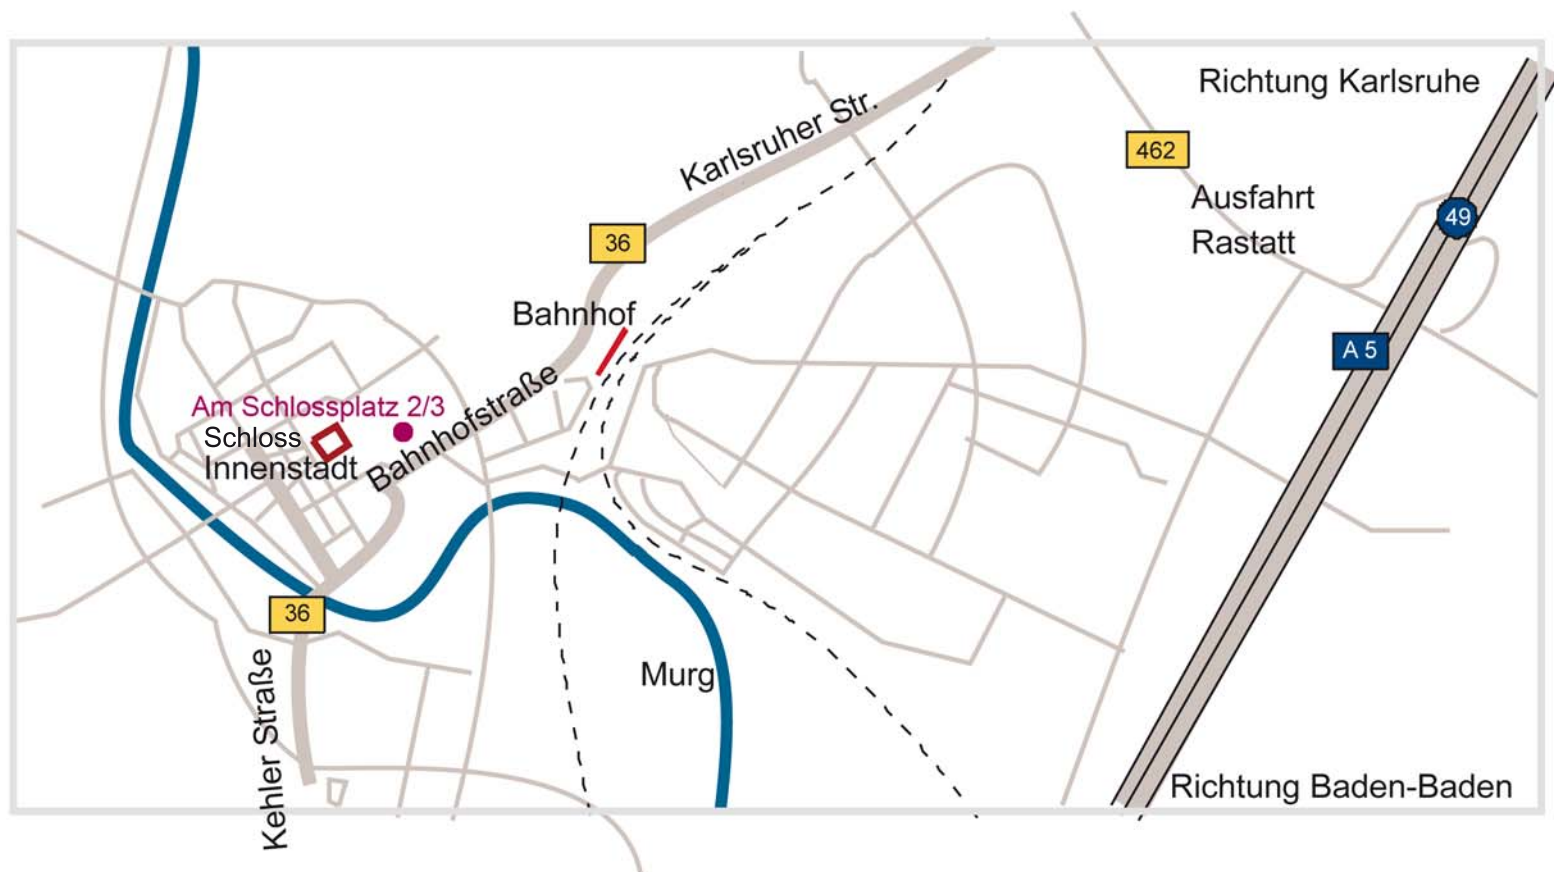 Richtung Karlsruhe
Karlsruher Str.
462
Ausfahrt
Rastatt
49
36
Bahnhof
A 5
Bahnhofstraße
Am Schlossplatz 2/3
Schloss
Innenstadt
36
Kehler Straße
Murg
Richtung Baden-Baden